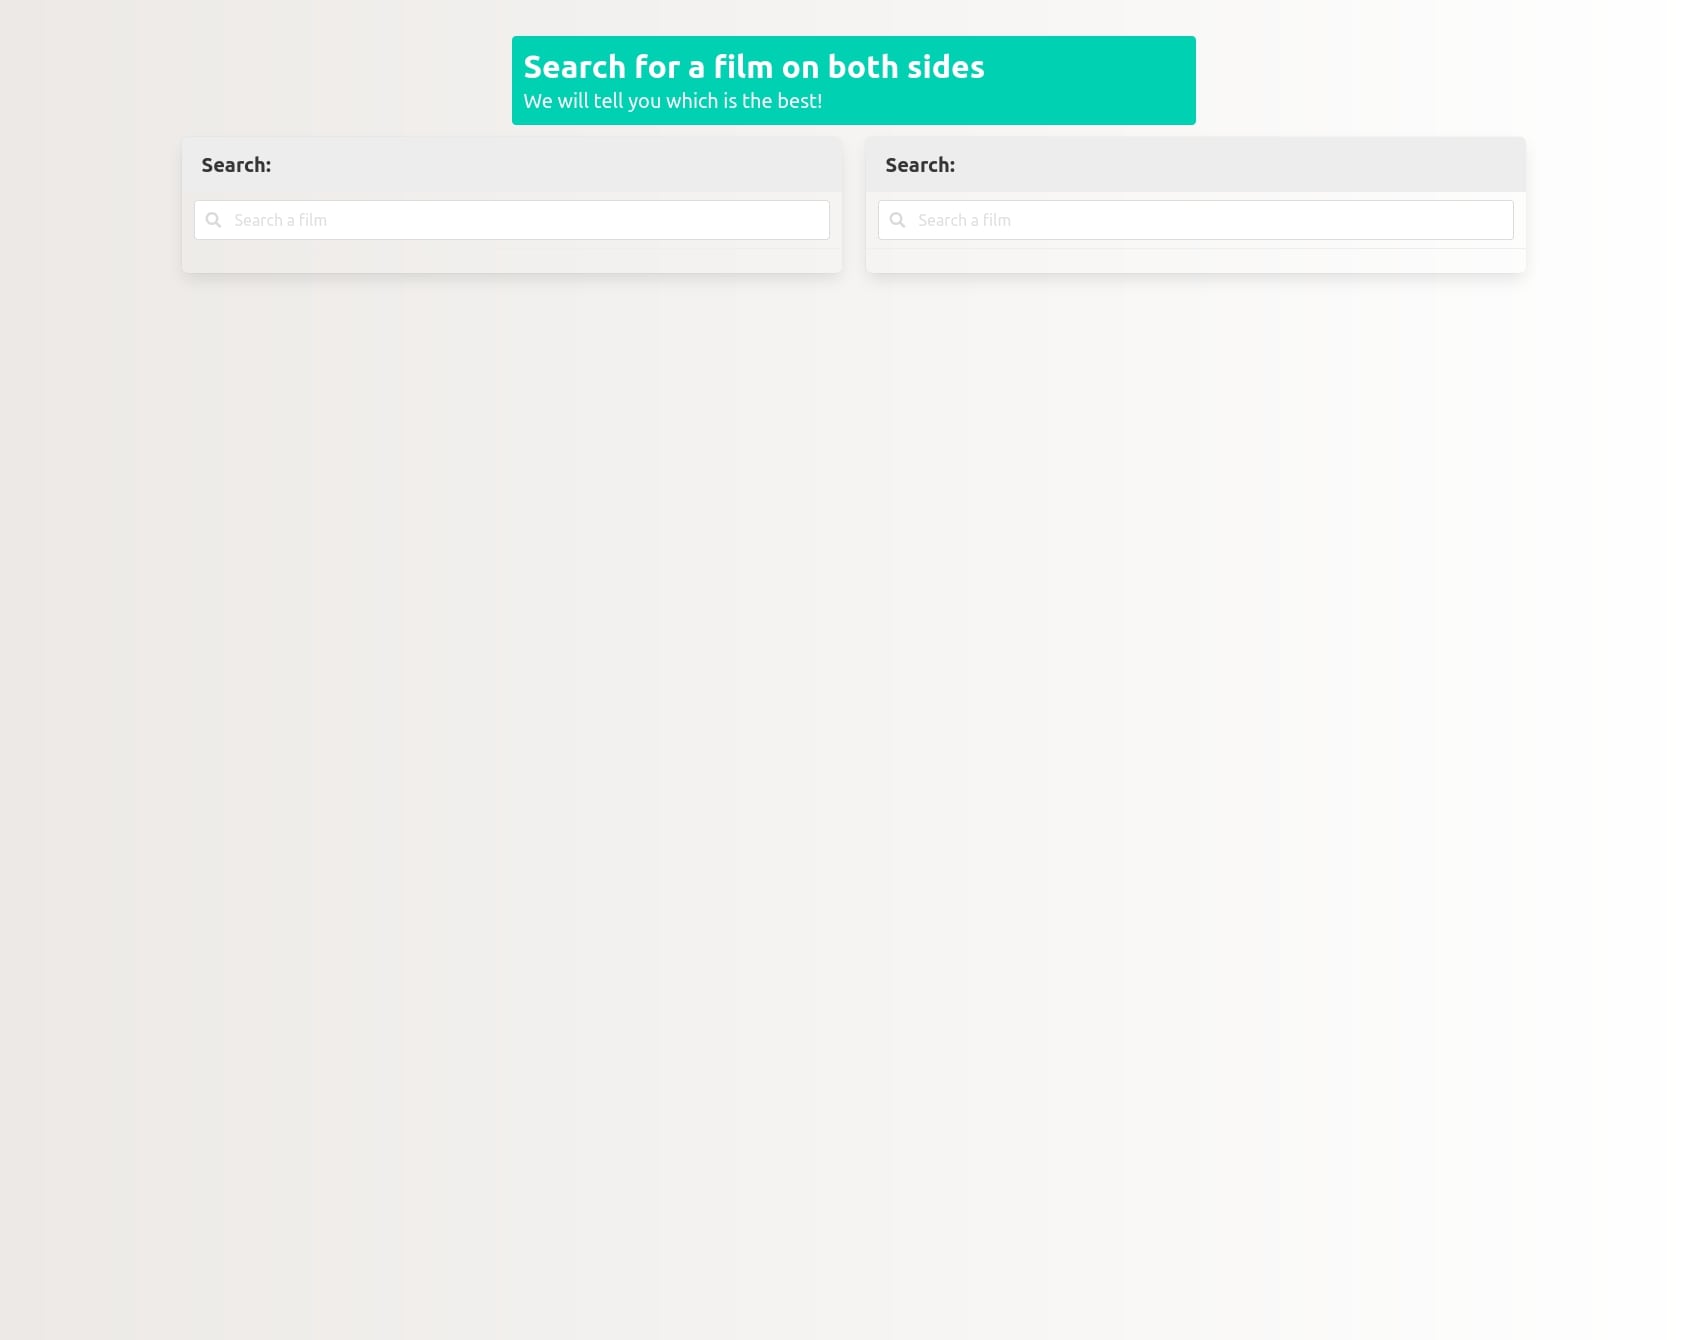 Search for a film on both sides
We will tell you which is the best!
Search:
Search a film
Search:
Search a film